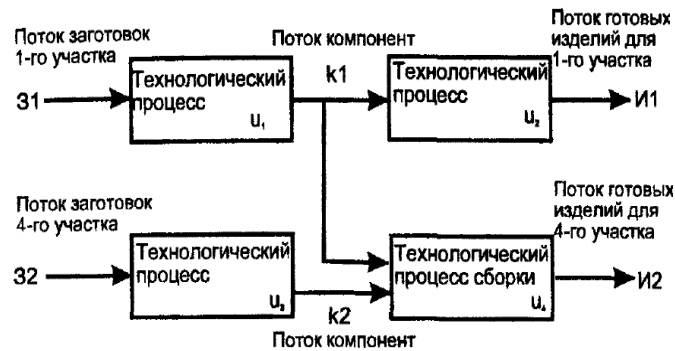 Поток заготовок
1-го участка
З1
Технологический
процесс
u₁
Поток компонент
k1
Технологический
процесс
u₂
Поток готовых
изделий для
1-го участка
И1
Поток заготовок
4-го участка
З2
Технологический
процесс
u₃
k2
Поток компонент
Технологический
процесс сборки
u₄
Поток готовых
изделий для
4-го участка
И2